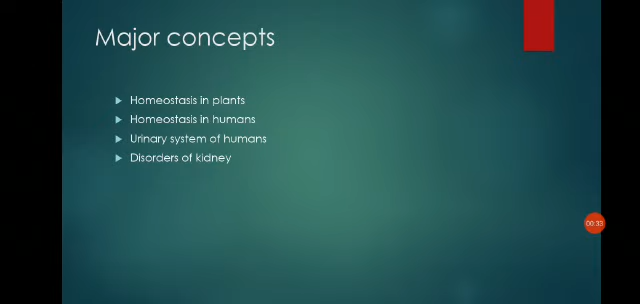 Major concepts
Homeostasis in plants
Homeostasis in humans
Urinary system of humans
Disorders of kidney
00:33